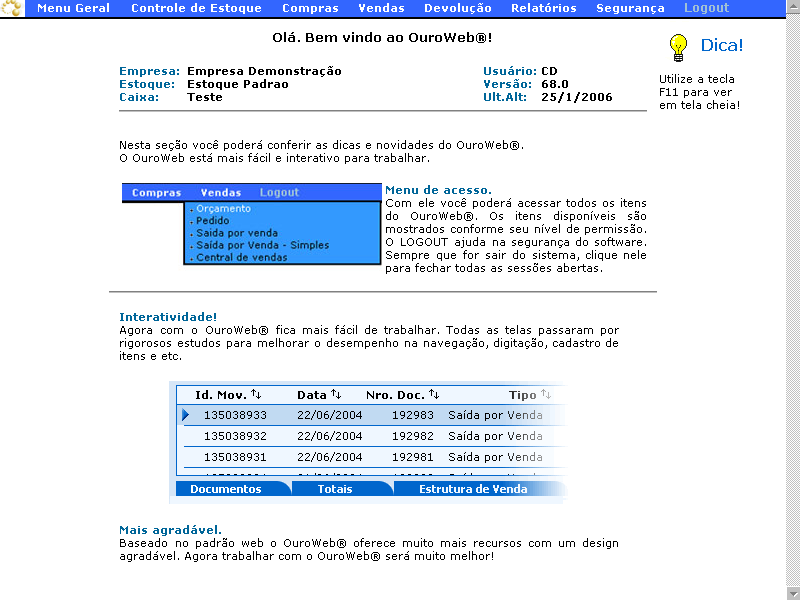 Menu Geral Controle de Estoque Compras Vendas Devolução Relatórios Segurança Logout
Olá. Bem vindo ao OuroWeb®!
Dica!
Utilize a tecla
F11 para ver
em tela cheia!
Empresa: Empresa Demonstração Usuário: CD
Estoque: Estoque Padrao Versão: 68.0
Caixa: Teste Ult.Alt: 25/1/2006
Nesta seção você poderá conferir as dicas e novidades do OuroWeb®.
O OuroWeb está mais fácil e interativo para trabalhar.
Compras Vendas Logout
Orçamento
Pedido
Saida por venda
Saída por Venda - Simples
Central de vendas
Menu de acesso.
Com ele você poderá acessar todos os itens
do OuroWeb®. Os itens disponíveis são
mostrados conforme seu nível de permissão.
O LOGOUT ajuda na segurança do software.
Sempre que for sair do sistema, clique nele
para fechar todas as sessões abertas.
Interatividade!
Agora com o OuroWeb® fica mais fácil de trabalhar. Todas as telas passaram por
rigorosos estudos para melhorar o desempenho na navegação, digitação, cadastro de
itens e etc.
Id. Mov. Data Nro. Doc. Tipo
135038933 22/06/2004 192983 Saída por Venda
135038932 22/06/2004 192982 Saída por Venda
135038931 22/06/2004 192981 Saída por Venda
Documentos Totais Estrutura de Venda
Mais agradável.
Baseado no padrão web o OuroWeb® oferece muito mais recursos com um design
agradável. Agora trabalhar com o OuroWeb® será muito melhor!